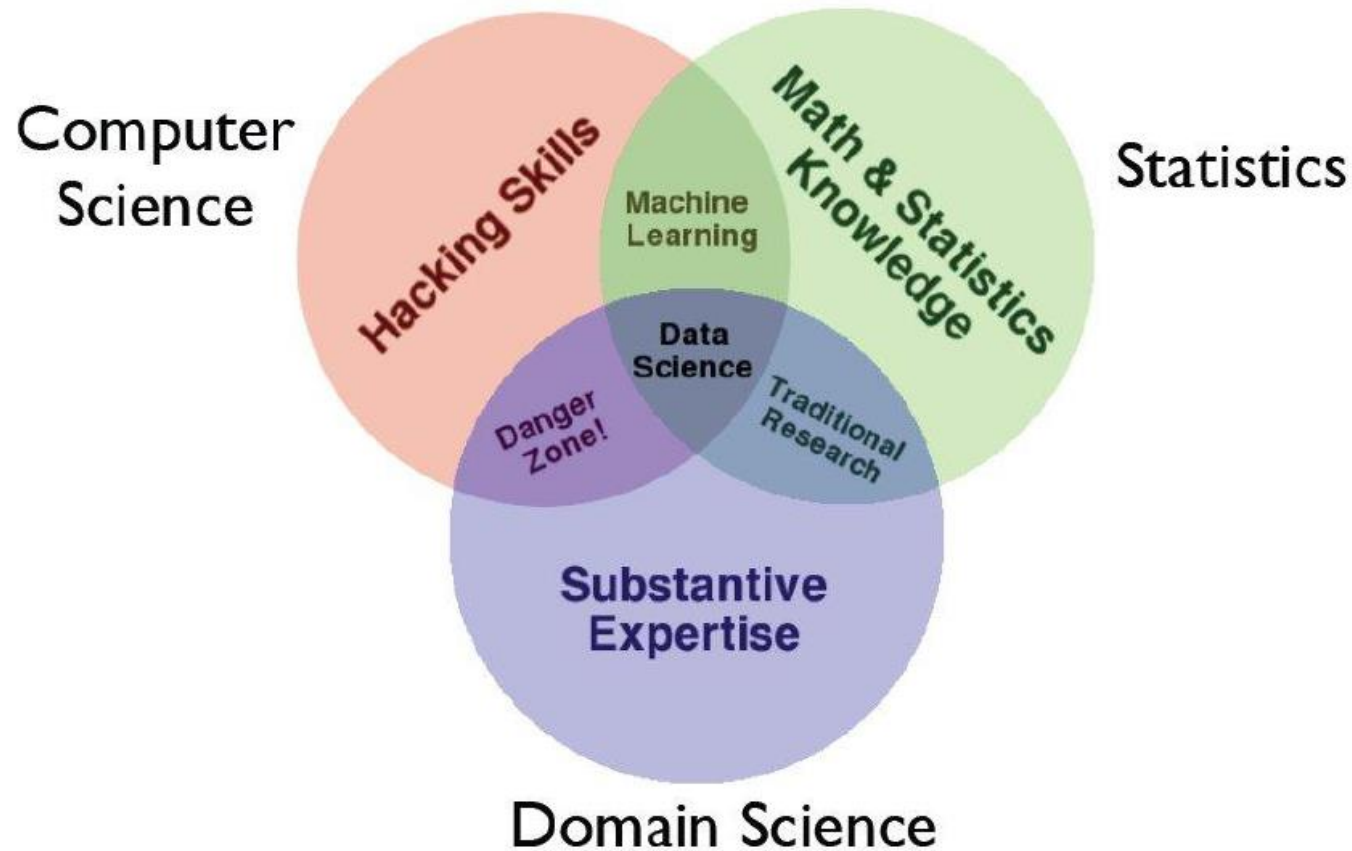 Computer
Science
Hacking Skills
Machine
Learning
Math & Statistics
Knowledge
Statistics
Data
Science
Danger
Zone!
Traditional
Research
Substantive
Expertise
Domain Science